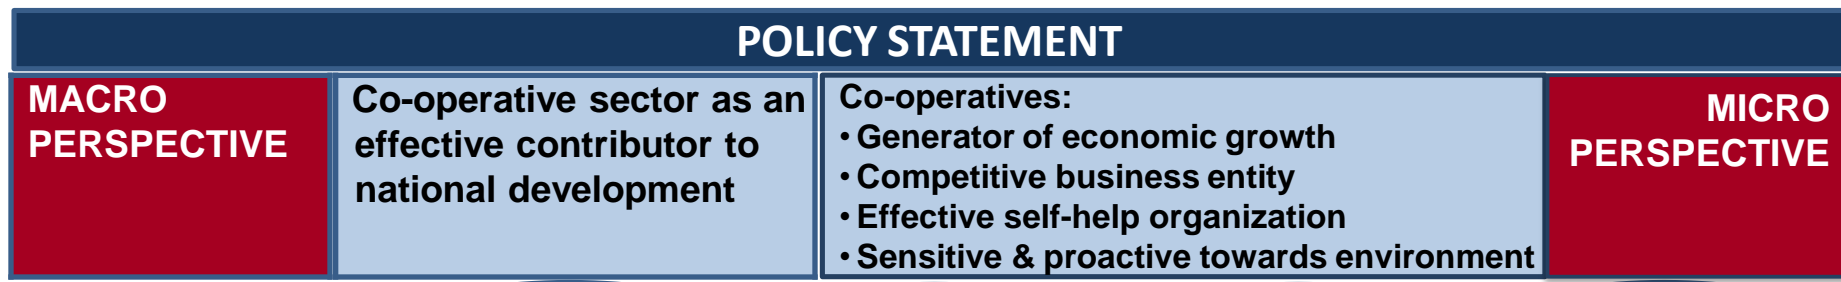 POLICY STATEMENT
MACRO
PERSPECTIVE
Co-operative sector as an
effective contributor to
national development
Co-operatives:
• Generator of economic growth
• Competitive business entity
• Effective self-help organization
• Sensitive & proactive towards environment
MICRO
PERSPECTIVE